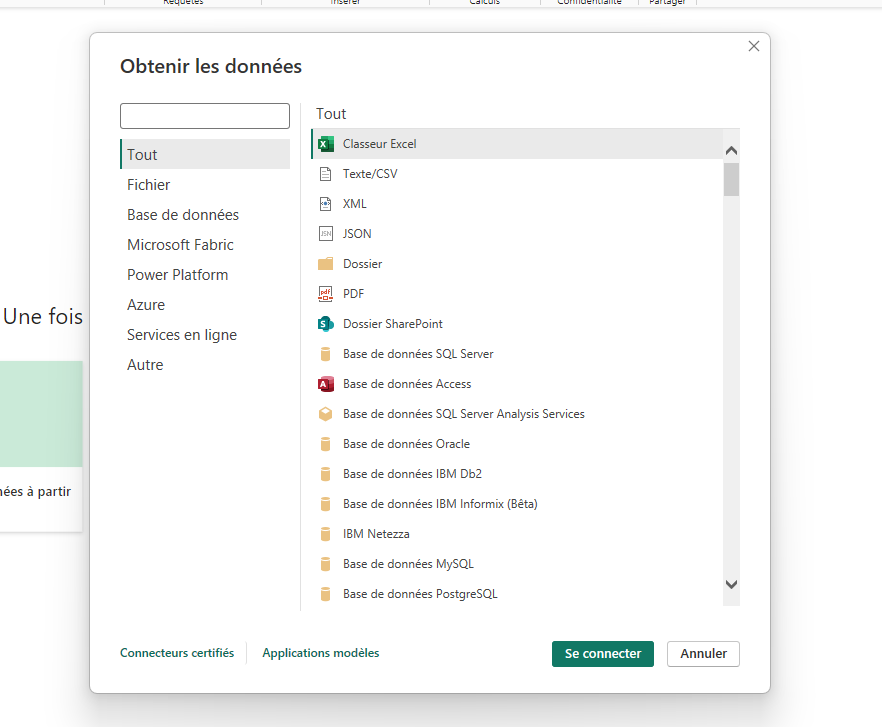 Requêtes
Insérer
Calculs
Confidentialité
Partager
Obtenir les données
Tout
Fichier
Base de données
Microsoft Fabric
Power Platform
Azure
Services en ligne
Autre
Tout
Classeur Excel
Texte/CSV
XML
JSON
Dossier
PDF
Dossier SharePoint
Base de données SQL Server
Base de données Access
Base de données SQL Server Analysis Services
Base de données Oracle
Base de données IBM Db2
Base de données IBM Informix (Bêta)
IBM Netezza
Base de données MySQL
Base de données PostgreSQL
Une fois
à partir
Connecteurs certifiés
Applications modèles
Se connecter
Annuler